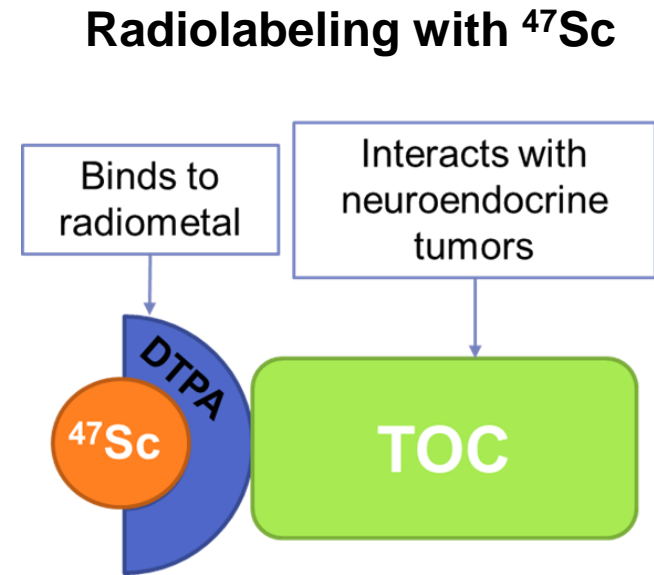 Radiolabeling with ⁴⁷Sc
Binds to
radiometal
Interacts with
neuroendocrine
tumors
DTPA
⁴⁷Sc
TOC